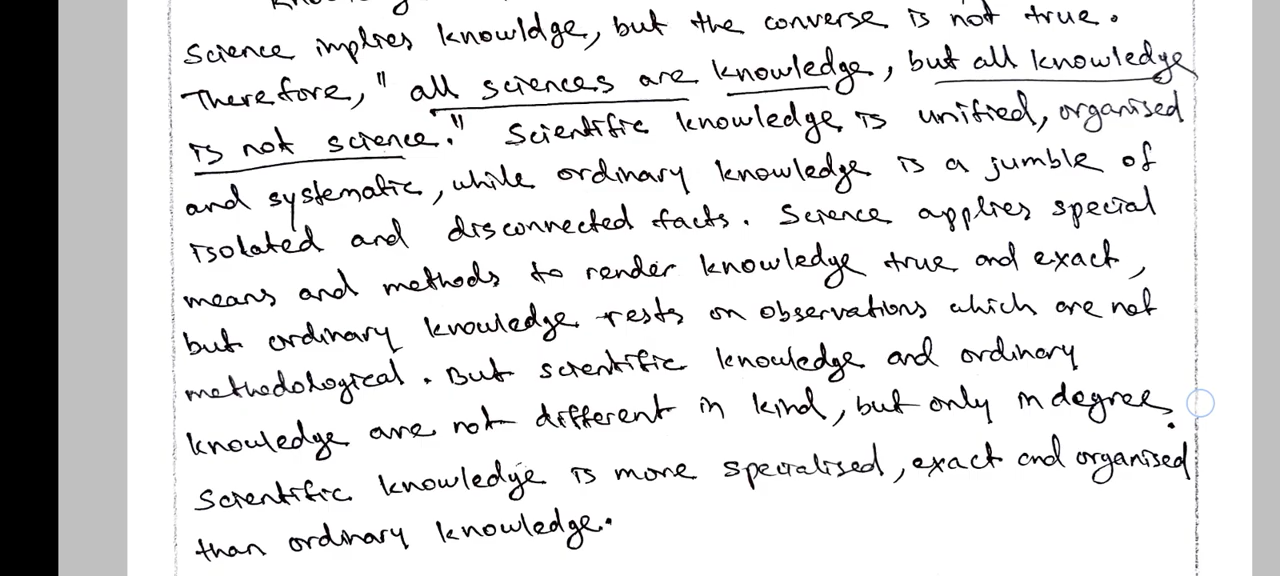 Science implies knowldge, but the converse is not true.
Therefore, "all sciences are knowledge, but all knowledge
is not science." Scientific knowledge is unified, organised
and systematic, while ordinary knowledge is a jumble of
isolated and disconnected facts. Science applies special
means and methods to render knowledge true and exact,
but ordinary knowledge rests on observations which are not
methodological. But scientific knowledge and ordinary
knowledge are not different in kind, but only in degree.
Scientific knowledge is more specialised, exact and organised
than ordinary knowledge.